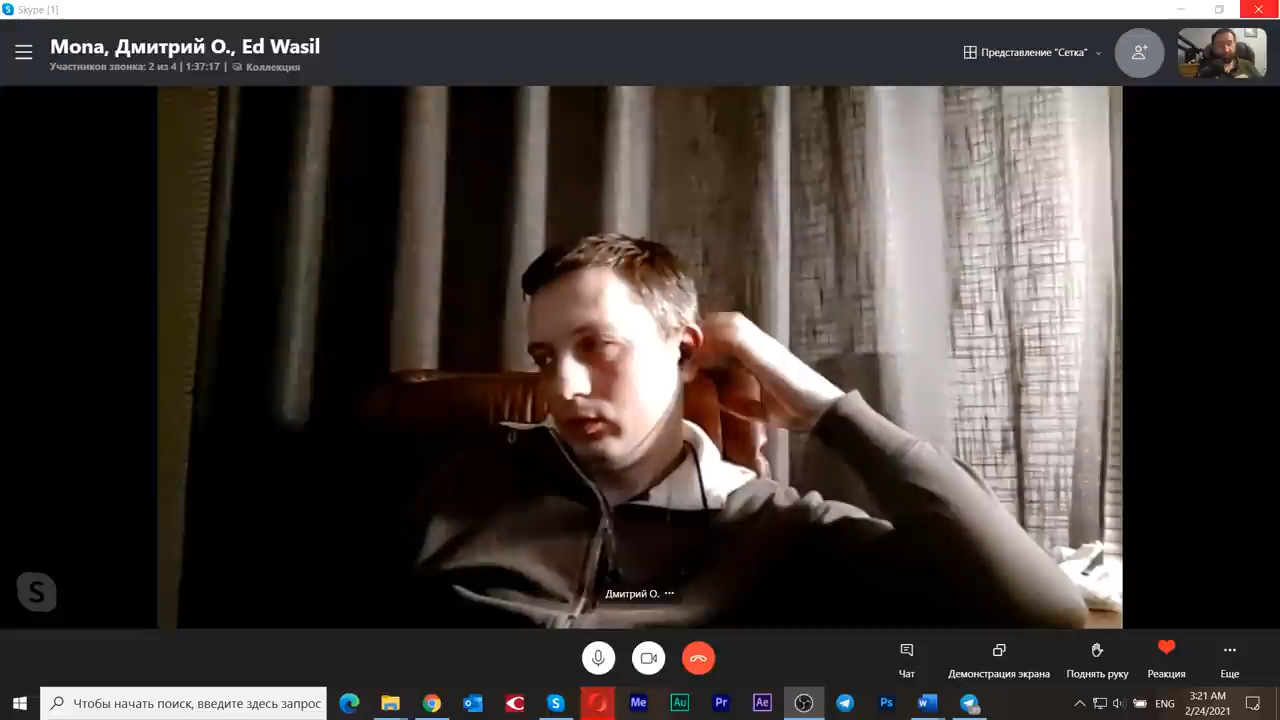 Skype [1]
Mona, Дмитрий О., Ed Wasil
Участников звонка: 2 из 4 | 1:37:17 | Коллекция
Представление "Сетка"
S
Дмитрий О. ...
Чат
Демонстрация экрана
Поднять руку
Реакция
Еще
Чтобы начать поиск, введите здесь запрос
Me
Au
Pr
Ae
Ps
ENG
3:21 AM
2/24/2021